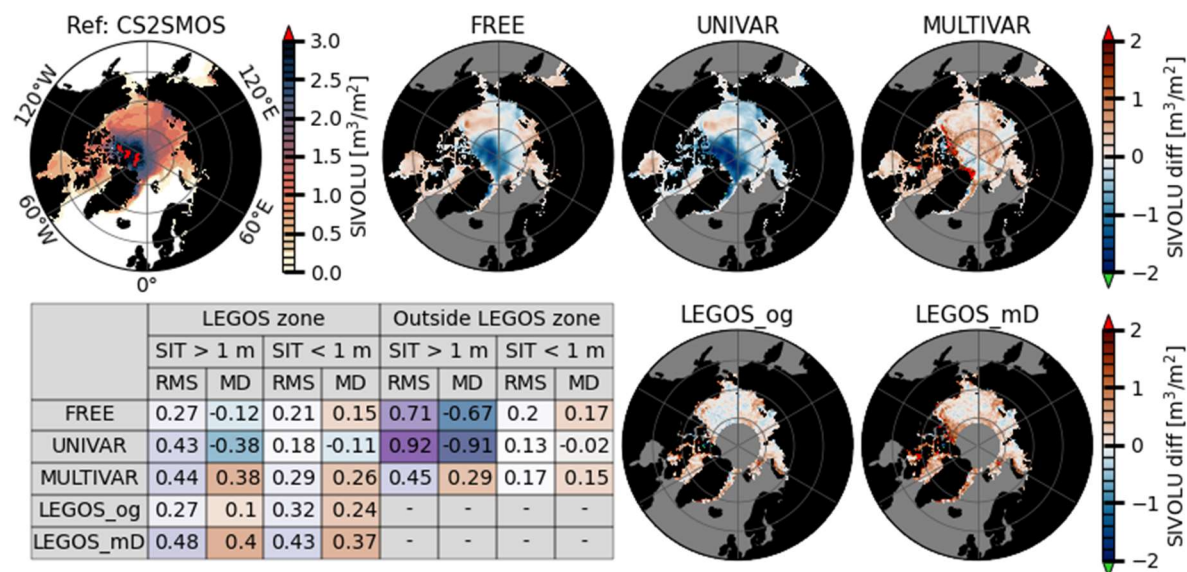 Ref: CS2SMOS
FREE
UNIVAR
MULTIVAR
120°W
120°E
60°W
60°E
0°
3.0
2.5
2.0
1.5
1.0
0.5
0.0
SIVOLU [m³/m²]
2
1
0
−1
−2
SIVOLU diff [m³/m²]
LEGOS zone Outside LEGOS zone
SIT > 1 m SIT < 1 m SIT > 1 m SIT < 1 m
RMS MD RMS MD RMS MD RMS MD
FREE 0.27 -0.12 0.21 0.15 0.71 -0.67 0.2 0.17
UNIVAR 0.43 -0.38 0.18 -0.11 0.92 -0.91 0.13 -0.02
MULTIVAR 0.44 0.38 0.29 0.26 0.45 0.29 0.17 0.15
LEGOS_og 0.27 0.1 0.32 0.24 - - - -
LEGOS_mD 0.48 0.4 0.43 0.37 - - - -
LEGOS_og
LEGOS_mD
2
1
0
−1
−2
SIVOLU diff [m³/m²]